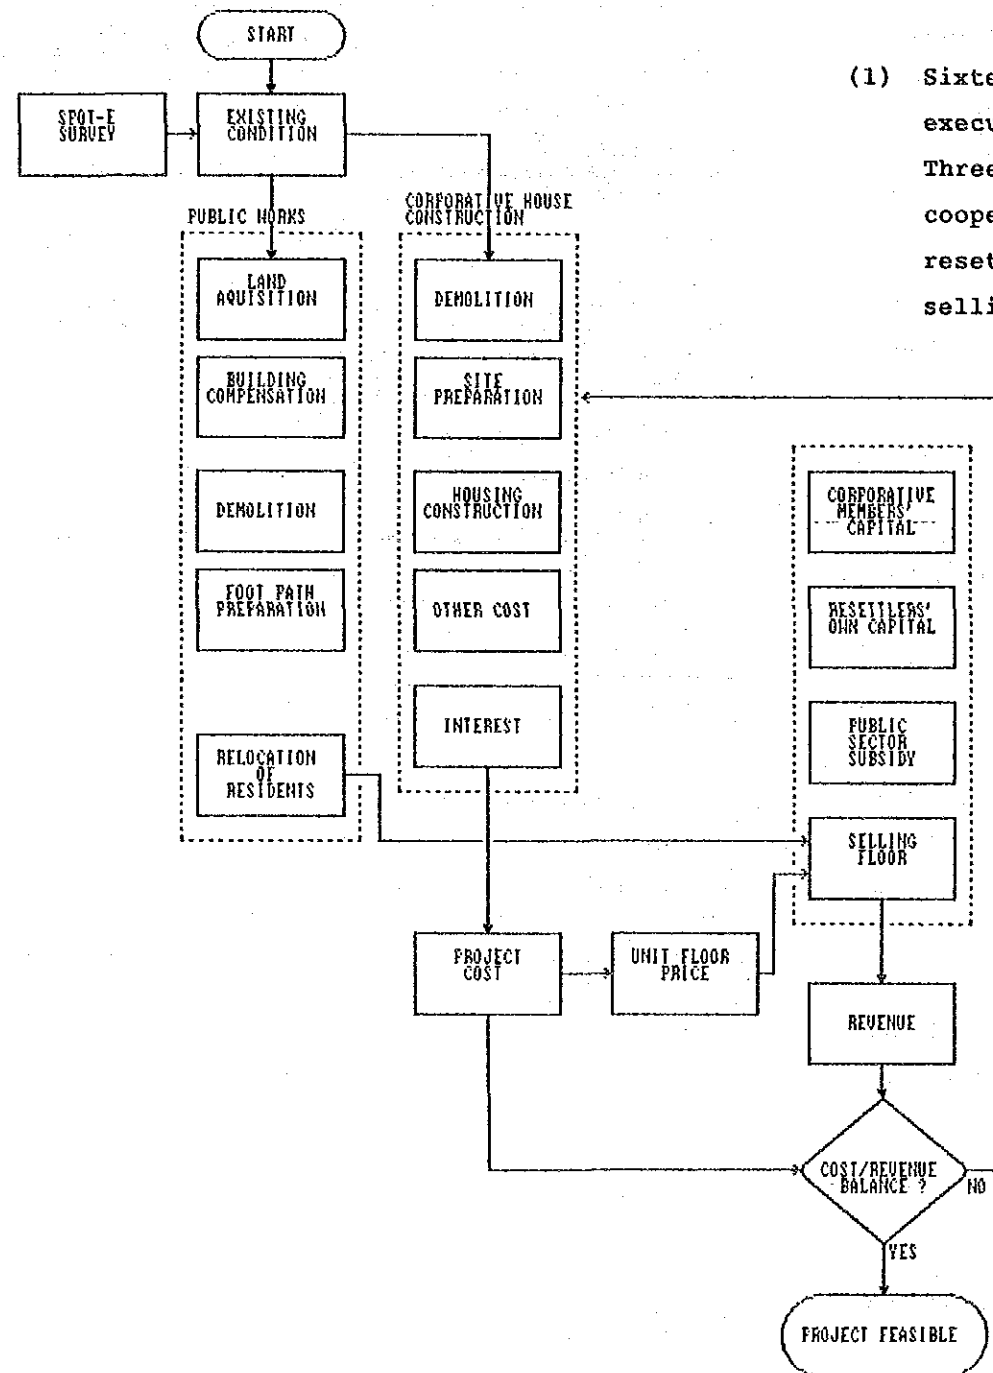 START
SPOT-E
SURVEY
EXISTING
CONDITION
(1) Sixte
execu
Three
coope
reset
selli
PUBLIC WORKS
CORPORATIVE HOUSE
CONSTRUCTION
LAND
AQUISITION
BUILDING
COMPENSATION
DEMOLITION
FOOT PATH
PREPARATION
RELOCATION
OF
RESIDENTS
DEMOLITION
SITE
PREPARATION
HOUSING
CONSTRUCTION
OTHER COST
INTEREST
CORPORATIVE
MEMBERS'
CAPITAL
RESETTLERS'
OWN CAPITAL
PUBLIC
SECTOR
SUBSIDY
SELLING
FLOOR
PROJECT
COST
UNIT FLOOR
PRICE
REVENUE
COST/REVENUE
BALANCE ?
NO
YES
PROJECT FEASIBLE